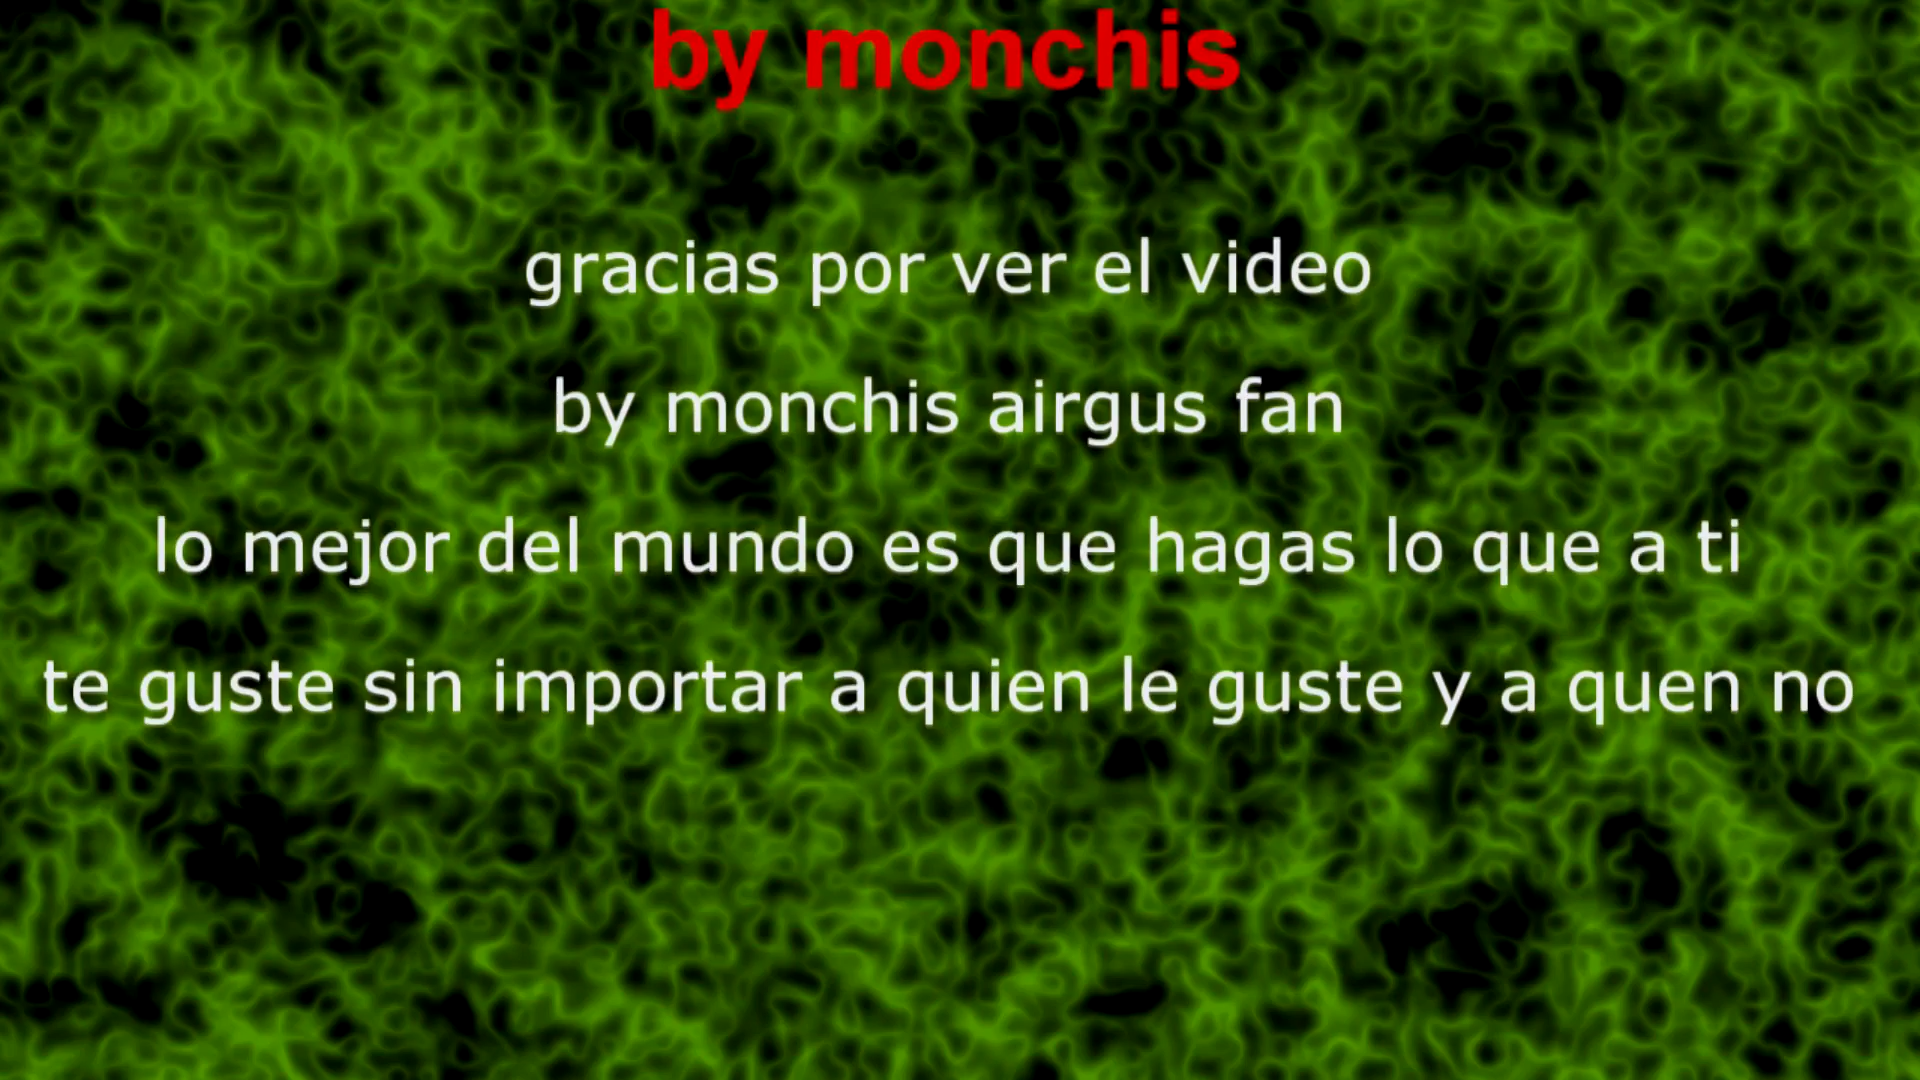 by monchis
gracias por ver el video
by monchis airgus fan
lo mejor del mundo es que hagas lo que a ti
te guste sin importar a quien le guste y a quen no